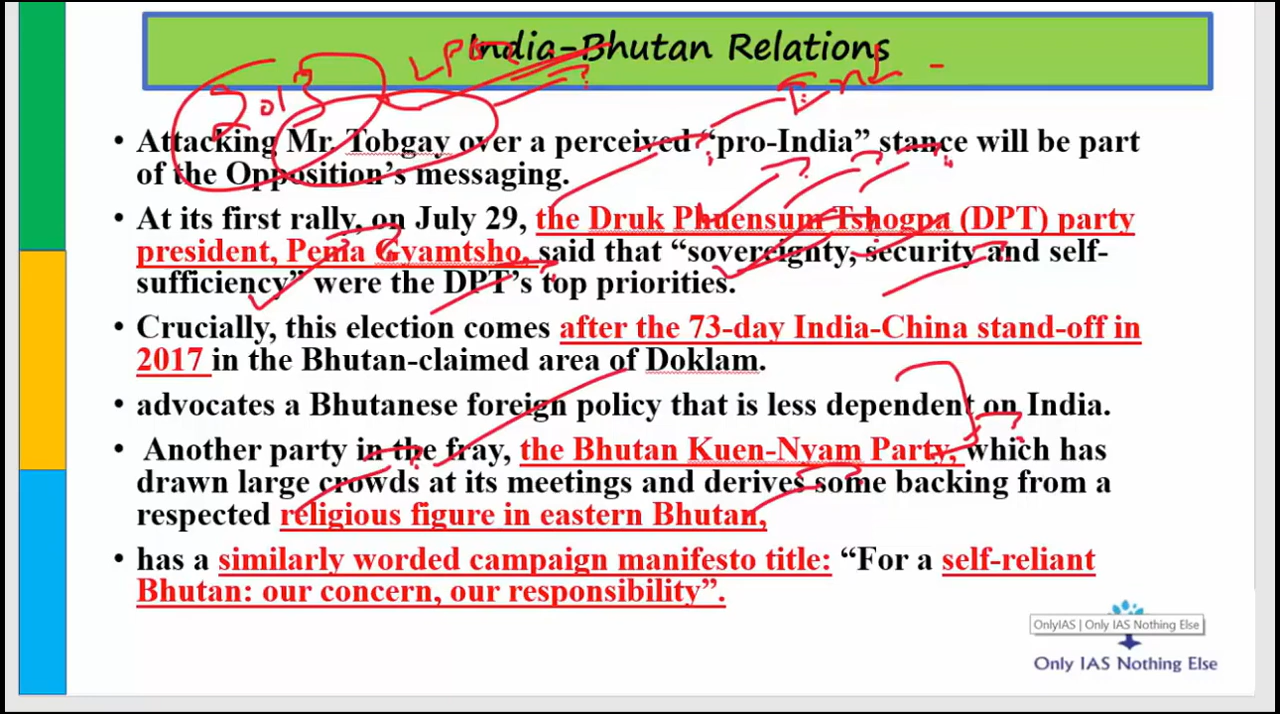 India-Bhutan Relations
2013
• Attacking Mr. Tobgay over a perceived “pro-India” stance will be part
of the Opposition’s messaging.
• At its first rally, on July 29, the Druk Phuensum Tshogpa (DPT) party
president, Pema Gyamtsho, said that “sovereignty, security and self-
sufficiency” were the DPT’s top priorities.
• Crucially, this election comes after the 73-day India-China stand-off in
2017 in the Bhutan-claimed area of Doklam.
• advocates a Bhutanese foreign policy that is less dependent on India.
• Another party in the fray, the Bhutan Kuen-Nyam Party, which has
drawn large crowds at its meetings and derives some backing from a
respected religious figure in eastern Bhutan,
• has a similarly worded campaign manifesto title: “For a self-reliant
Bhutan: our concern, our responsibility”.
OnlyIAS | Only IAS Nothing Else
Only IAS Nothing Else